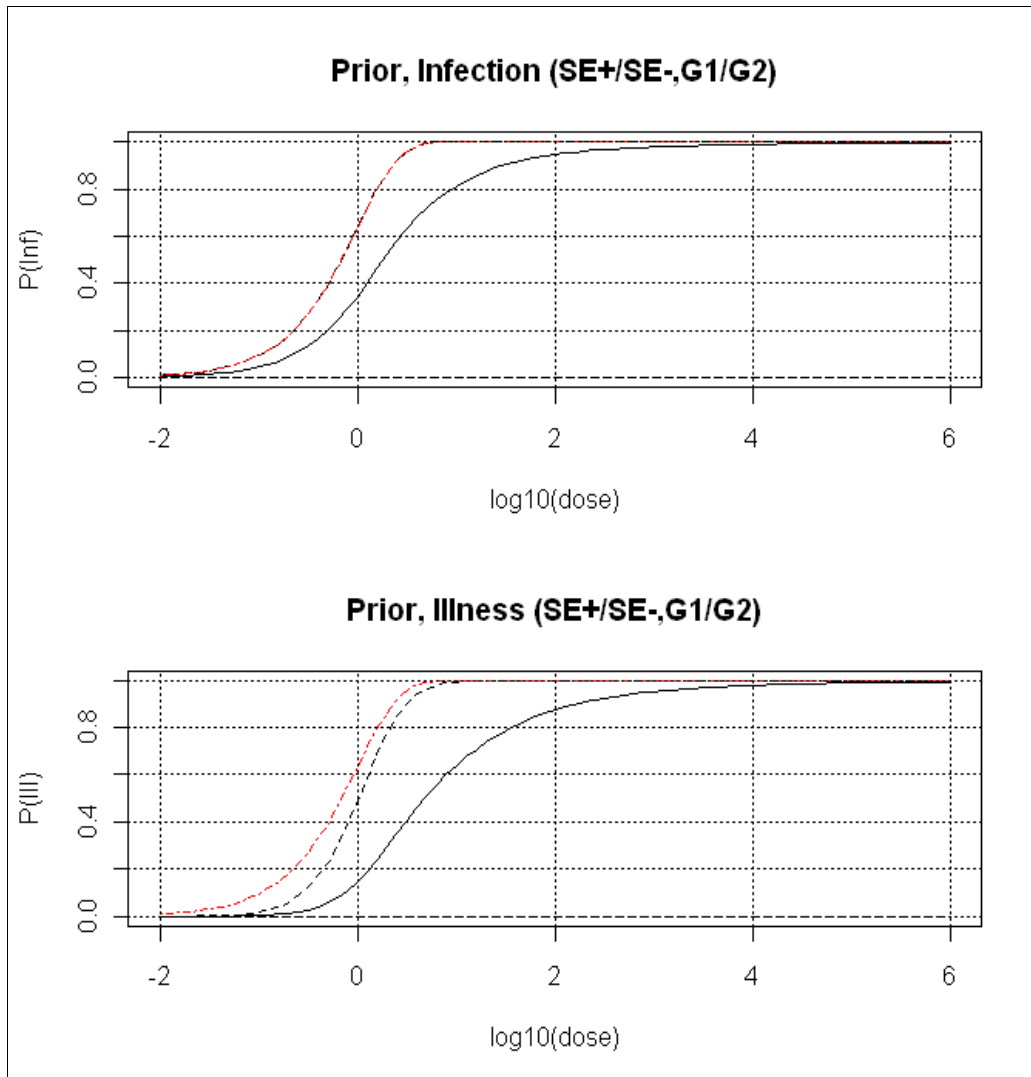 Prior, Infection (SE+/SE-,G1/G2)
P(Inf)
0.8
0.4
0.0
-2 0 2 4 6
log10(dose)
Prior, Illness (SE+/SE-,G1/G2)
P(Ill)
0.8
0.4
0.0
-2 0 2 4 6
log10(dose)